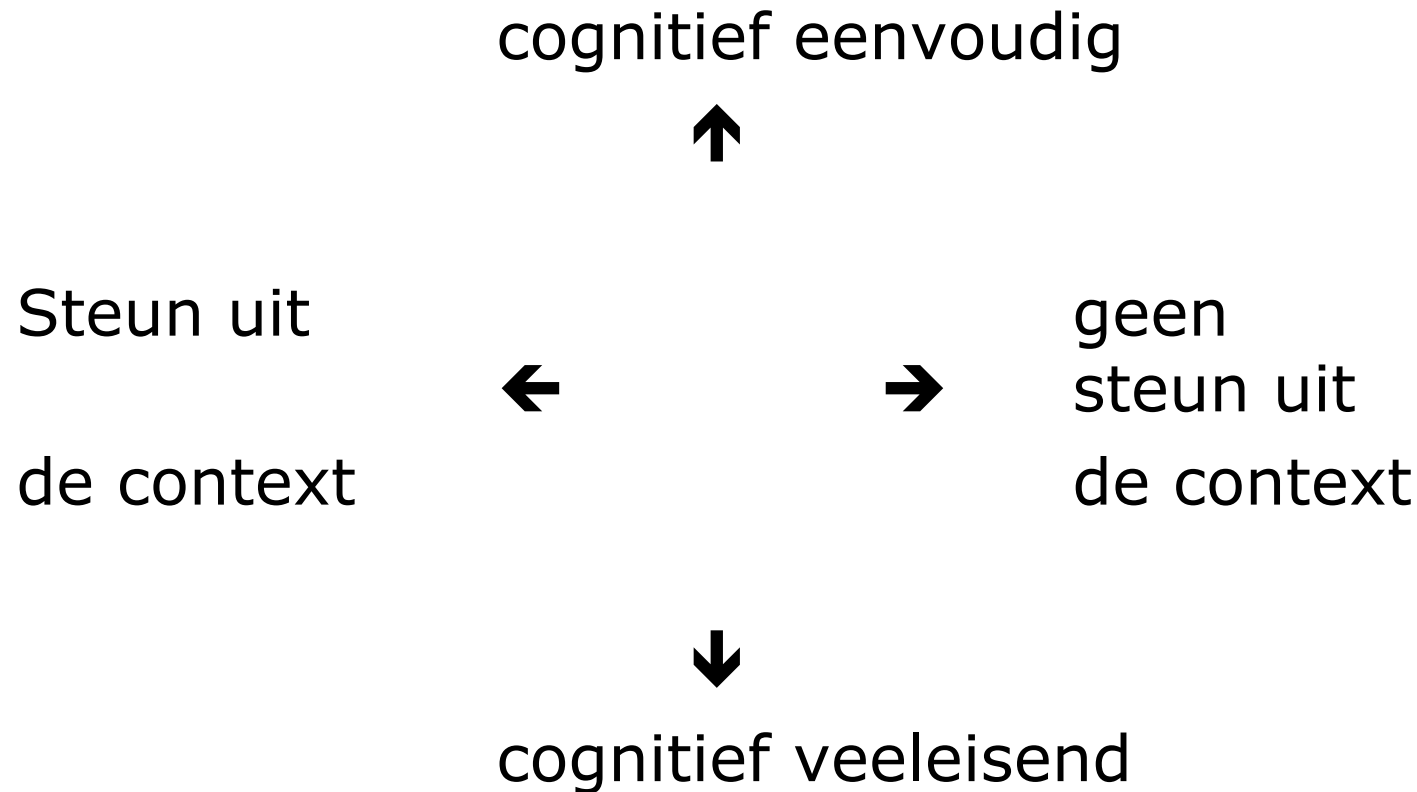 cognitief eenvoudig
↑
Steun uit
geen
← → steun uit
de context
de context
↓
cognitief veeleisend